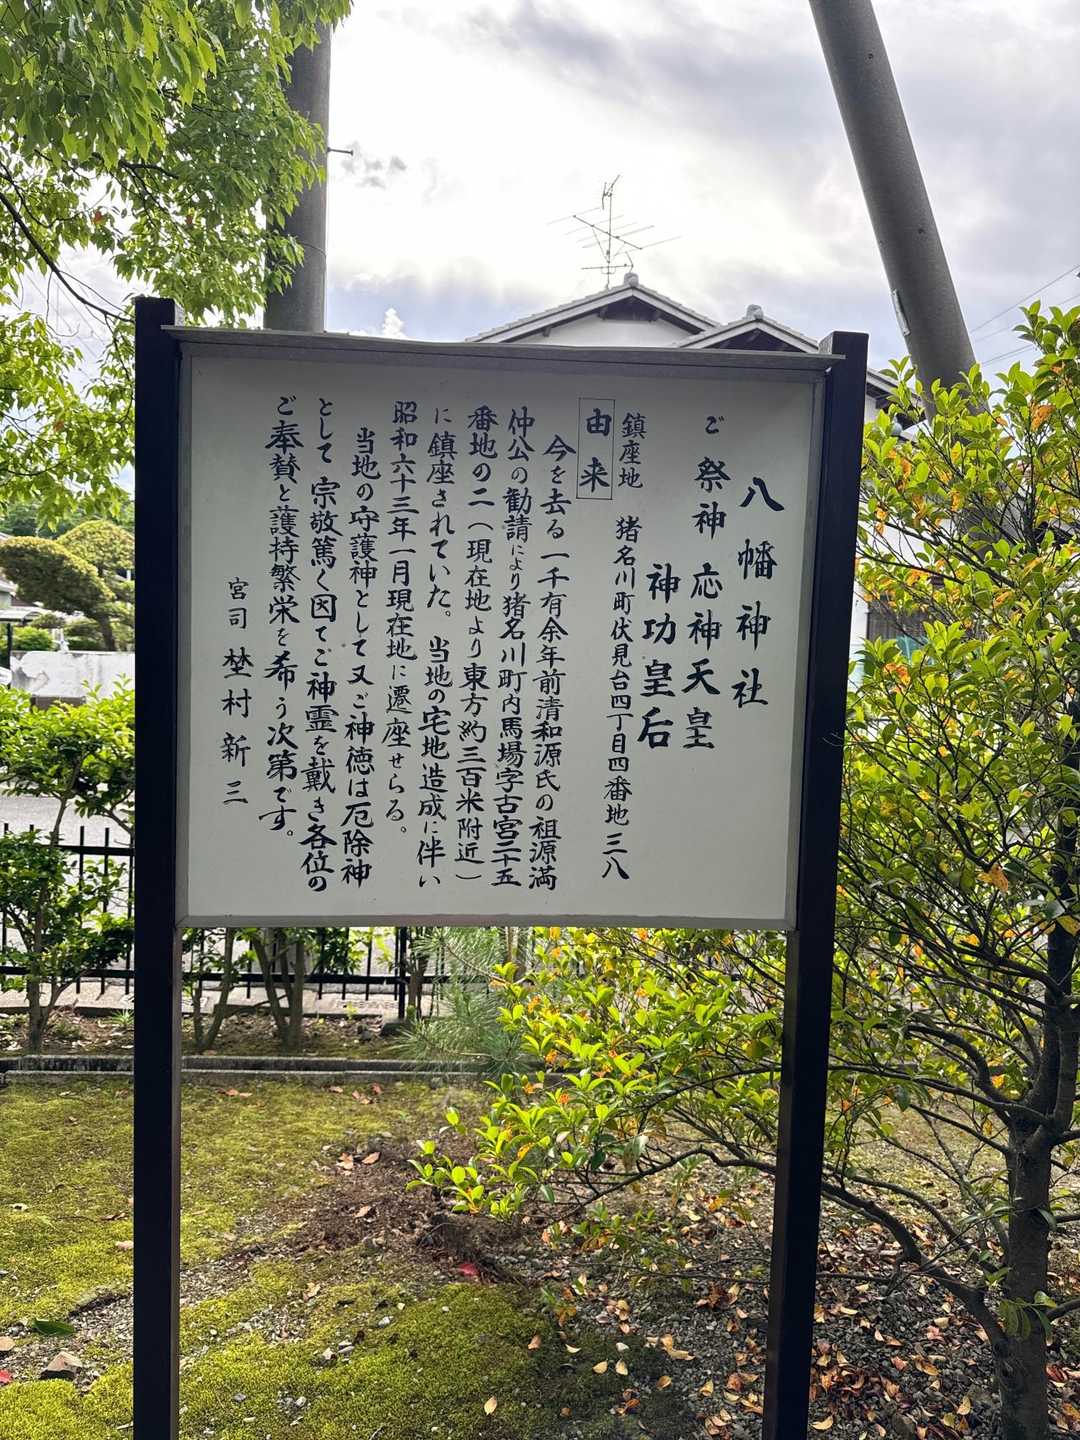 八幡神社
ご祭神 応神天皇
神功皇后
鎮座地 猪名川町伏見台四丁目四番地三八
由来
今を去る一千有余年前清和源氏の祖源満
仲公の勧請により猪名川町内馬場字古宮二十五
番地の二（現在地より東方約三百米附近）
に鎮座されていた。当地の宅地造成に伴い
昭和六十三年一月現在地に遷座せらる。
当地の守護神として又ご神徳は厄除神
として宗敬篤く因てご神霊を戴き各位の
ご奉賛と護持繁栄を希う次第です。
宮司 埜村新三